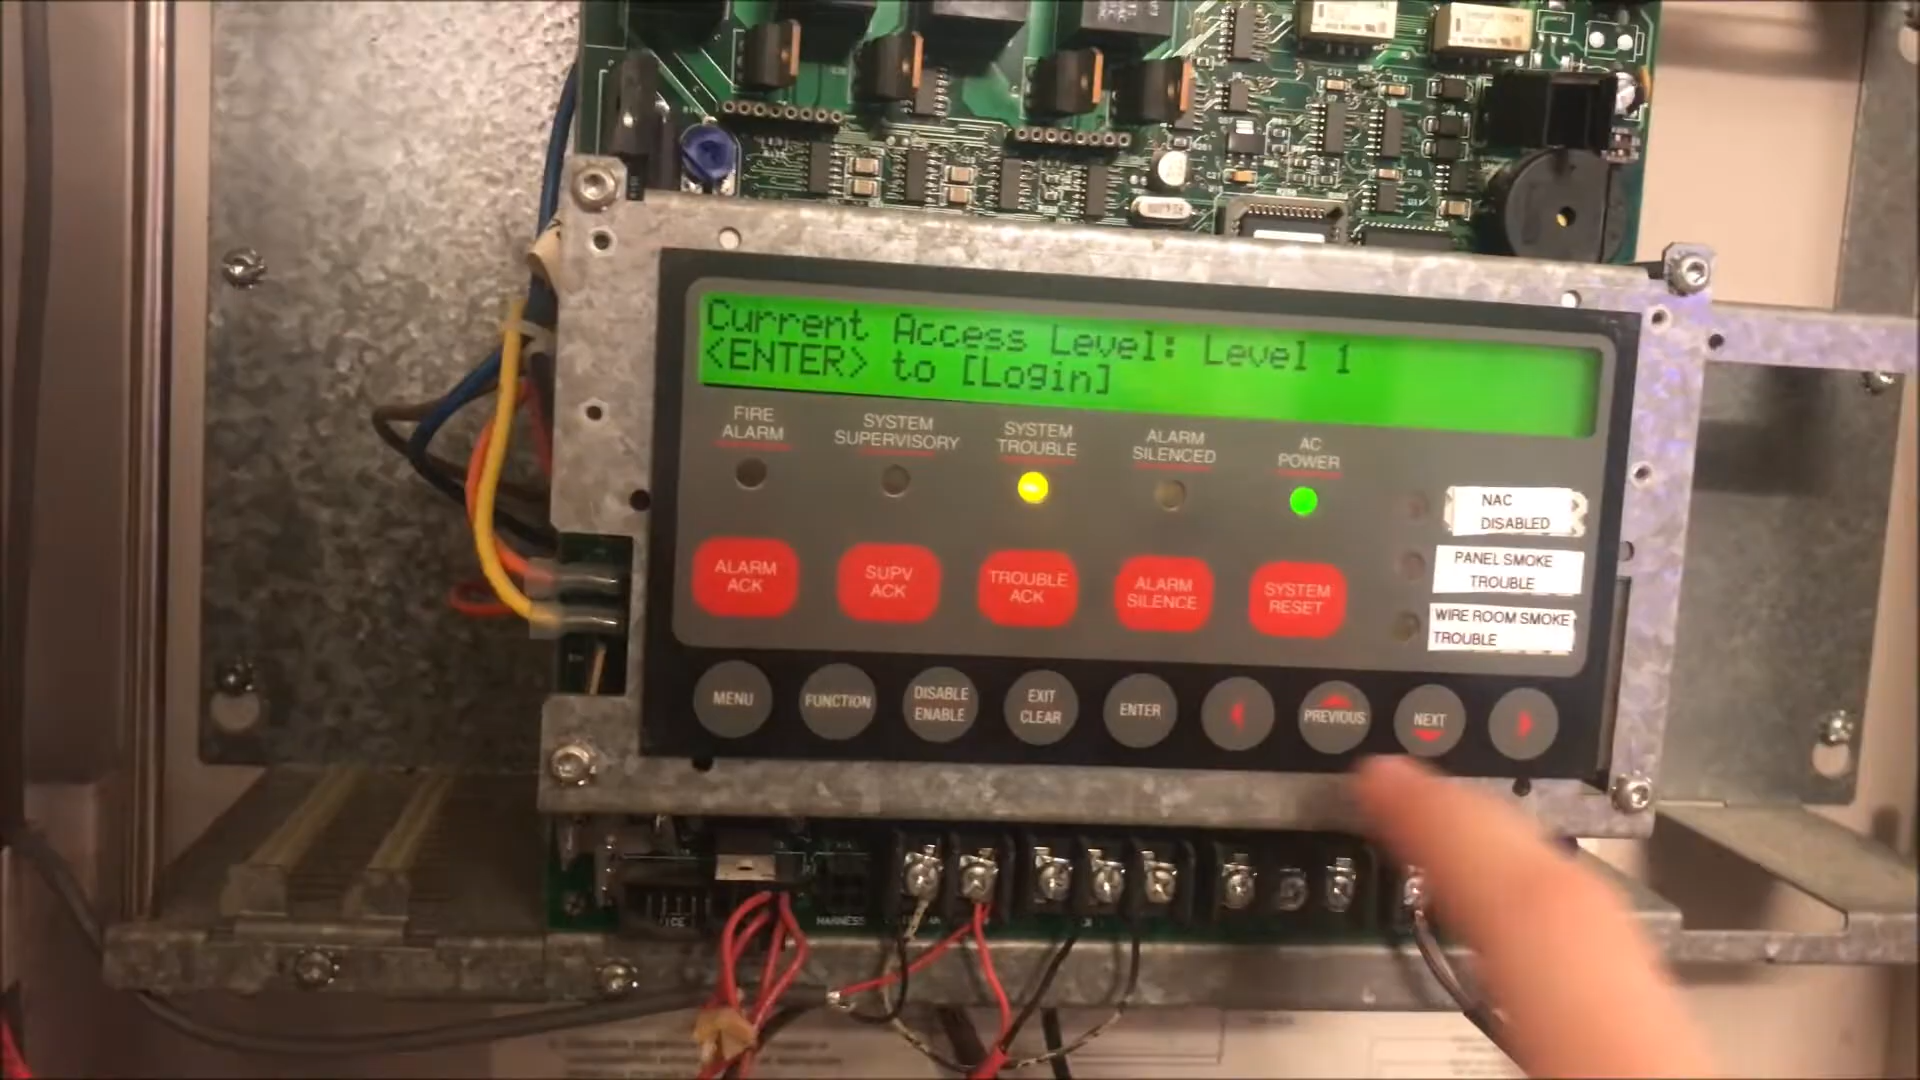 Current Access Level: Level 1
<ENTER> to [Login]
FIRE
ALARM
SYSTEM
SUPERVISORY
SYSTEM
TROUBLE
ALARM
SILENCED
AC
POWER
NAC
DISABLED
PANEL SMOKE
TROUBLE
WIRE ROOM SMOKE
TROUBLE
ALARM
ACK
SUPV
ACK
TROUBLE
ACK
ALARM
SILENCE
SYSTEM
RESET
MENU
FUNCTION
DISABLE
ENABLE
EXIT
CLEAR
ENTER
PREVIOUS
NEXT
HARNESS